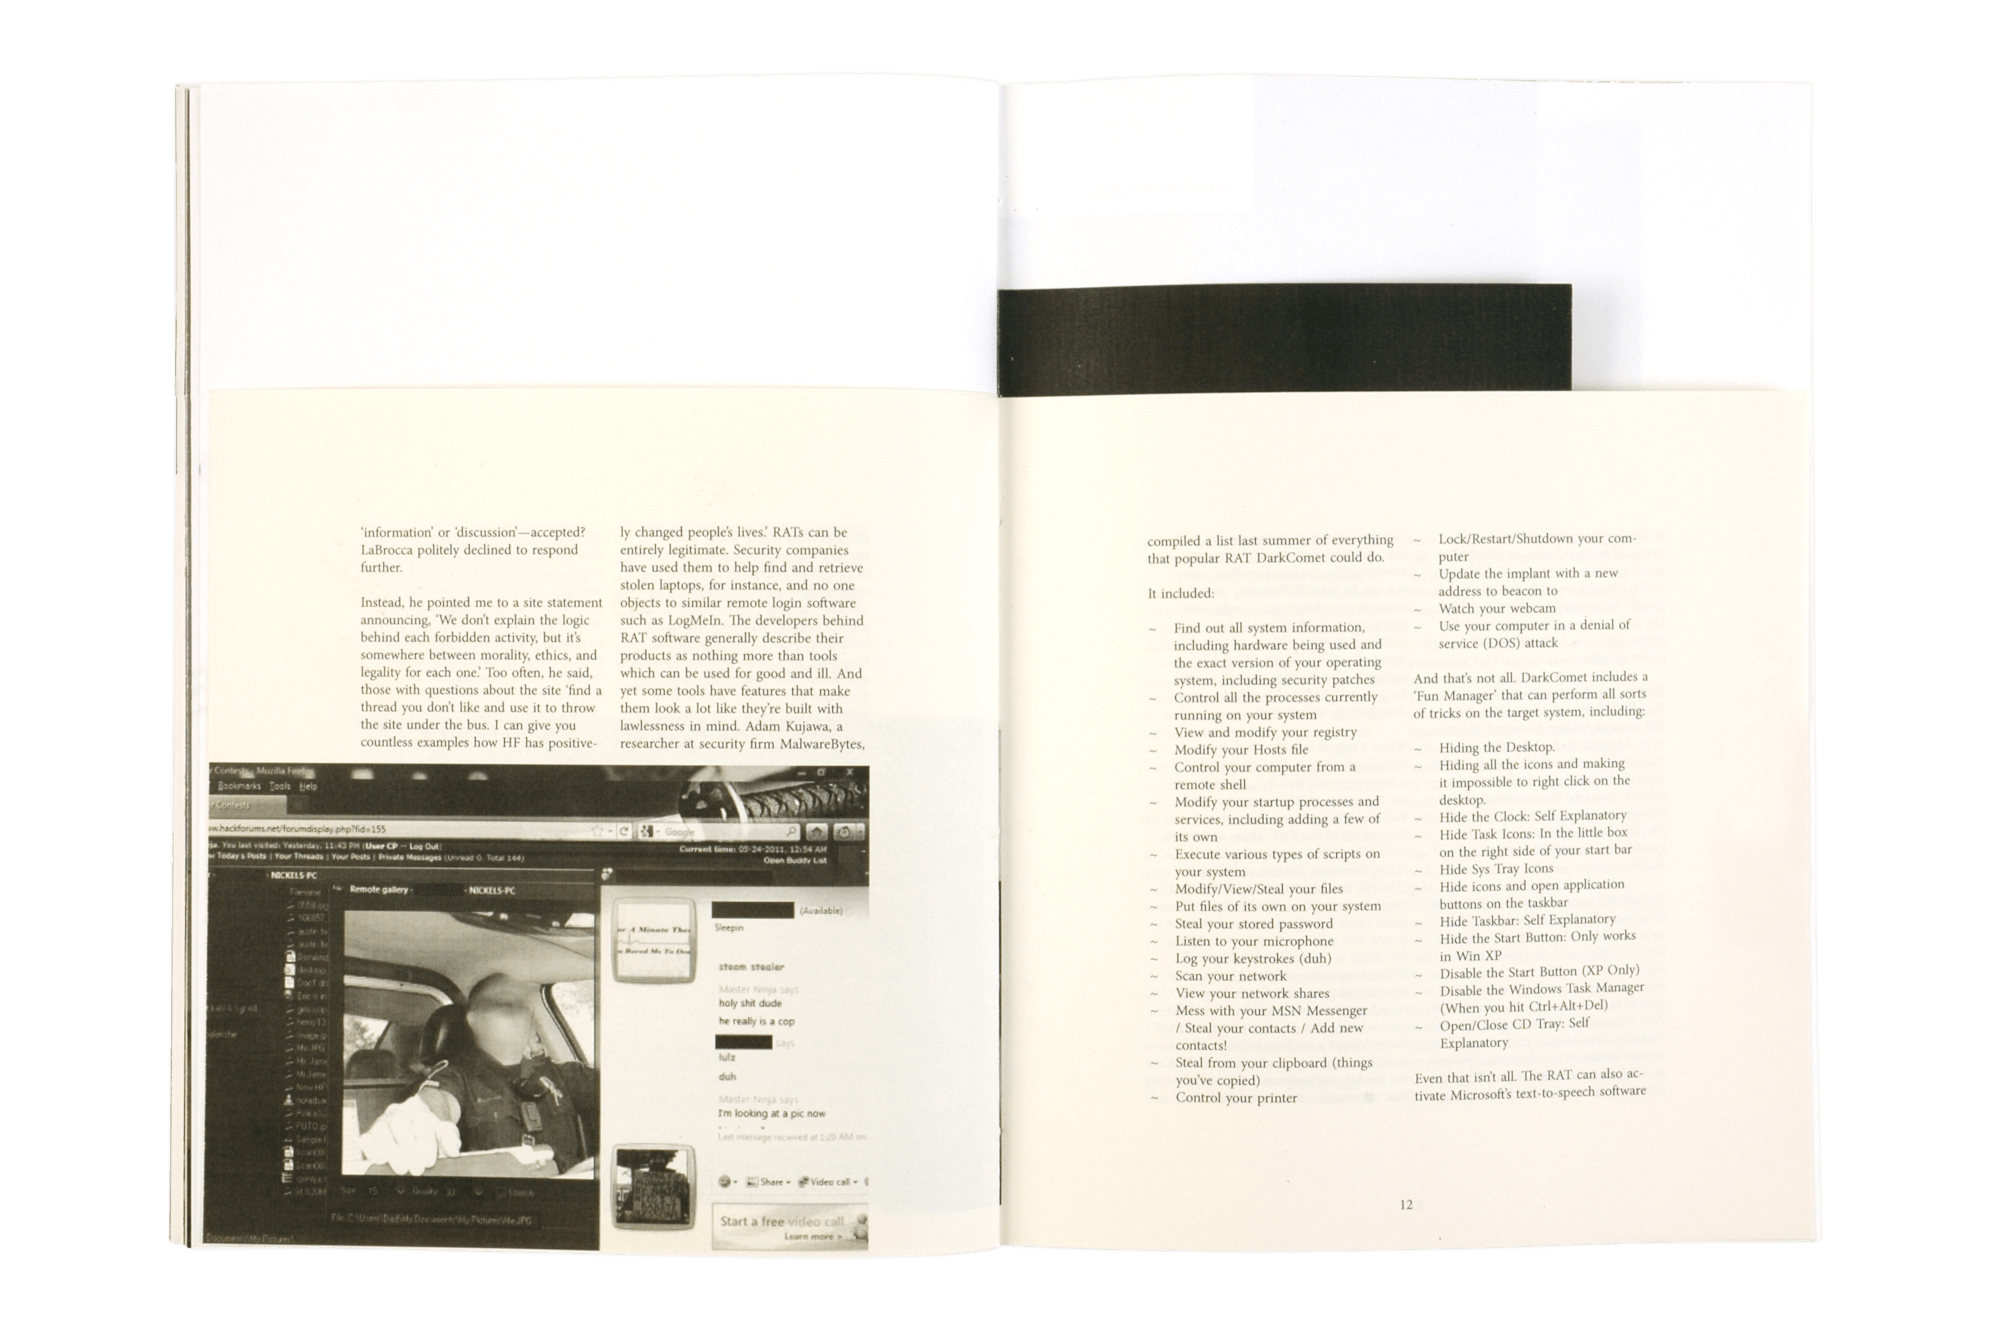 'information' or 'discussion'—accepted?
LaBrocca politely declined to respond
further.
Instead, he pointed me to a site statement
announcing, 'We don't explain the logic
behind each forbidden activity, but it's
somewhere between morality, ethics, and
legality for each one.' Too often, he said,
those with questions about the site 'find a
thread you don't like and use it to throw
the site under the bus. I can give you
countless examples how HF has positive-
ly changed people's lives.' RATs can be
entirely legitimate. Security companies
have used them to help find and retrieve
stolen laptops, for instance, and no one
objects to similar remote login software
such as LogMeIn. The developers behind
RAT software generally describe their
products as nothing more than tools
which can be used for good and ill. And
yet some tools have features that make
them look a lot like they're built with
lawlessness in mind. Adam Kujawa, a
researcher at security firm MalwareBytes,
r Contests - Mozilla Firefox
Bookmarks Tools Help
r Contests
ww.hackforums.net/forumdisplay.php?fid=155
Google
You last visited: Yesterday, 11:43 PM (User CP — Log Out)
Current time: 05-24-2011, 12:54 AM
w Today's Posts | Your Threads | Your Posts | Private Messages (Unread 0, Total 144)
Open Buddy List
- NICKELS-PC
Filename
Remote gallery -
- NICKELS-PC
(Available)
Sleepin
er A Minute Ther
n Bored Me To Dea
steam stealer
Master Ninja says
holy shit dude
he really is a cop
says
lulz
duh
Master Ninja says
I'm looking at a pic now
Last message received at 1:20 AM on
Share
Video call
Start a free video call
Learn more >
File: C:\Users\Dad\My Documents\My Pictures\Me.JPG
Documents\My Pictures\
compiled a list last summer of everything
that popular RAT DarkComet could do.
It included:
~ Find out all system information,
including hardware being used and
the exact version of your operating
system, including security patches
~ Control all the processes currently
running on your system
~ View and modify your registry
~ Modify your Hosts file
~ Control your computer from a
remote shell
~ Modify your startup processes and
services, including adding a few of
its own
~ Execute various types of scripts on
your system
~ Modify/View/Steal your files
~ Put files of its own on your system
~ Steal your stored password
~ Listen to your microphone
~ Log your keystrokes (duh)
~ Scan your network
~ View your network shares
~ Mess with your MSN Messenger
/ Steal your contacts / Add new
contacts!
~ Steal from your clipboard (things
you've copied)
~ Control your printer
~ Lock/Restart/Shutdown your com-
puter
~ Update the implant with a new
address to beacon to
~ Watch your webcam
~ Use your computer in a denial of
service (DOS) attack
And that's not all. DarkComet includes a
'Fun Manager' that can perform all sorts
of tricks on the target system, including:
~ Hiding the Desktop.
~ Hiding all the icons and making
it impossible to right click on the
desktop.
~ Hide the Clock: Self Explanatory
~ Hide Task Icons: In the little box
on the right side of your start bar
~ Hide Sys Tray Icons
~ Hide icons and open application
buttons on the taskbar
~ Hide Taskbar: Self Explanatory
~ Hide the Start Button: Only works
in Win XP
~ Disable the Start Button (XP Only)
~ Disable the Windows Task Manager
(When you hit Ctrl+Alt+Del)
~ Open/Close CD Tray: Self
Explanatory
Even that isn't all. The RAT can also ac-
tivate Microsoft's text-to-speech software
12